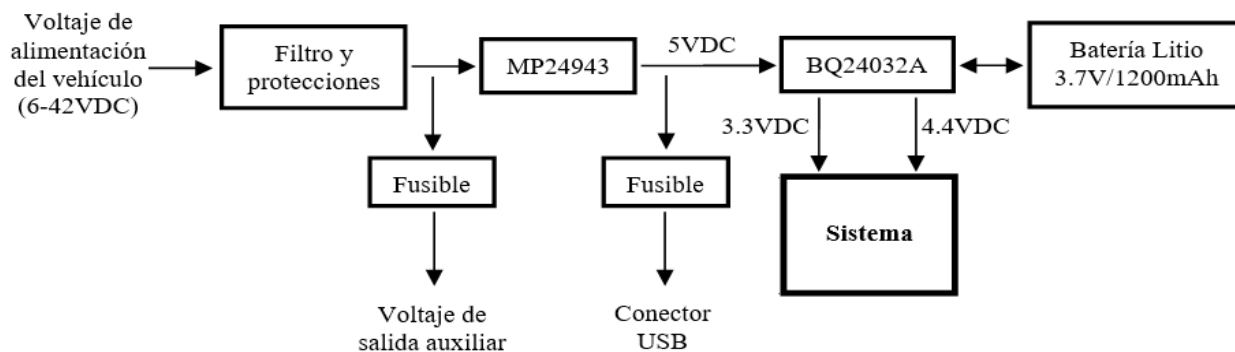 Voltaje de
alimentación
del vehículo
(6-42VDC)
Filtro y
protecciones
MP24943
5VDC
BQ24032A
Batería Litio
3.7V/1200mAh
3.3VDC
4.4VDC
Fusible
Fusible
Sistema
Voltaje de
salida auxiliar
Conector
USB